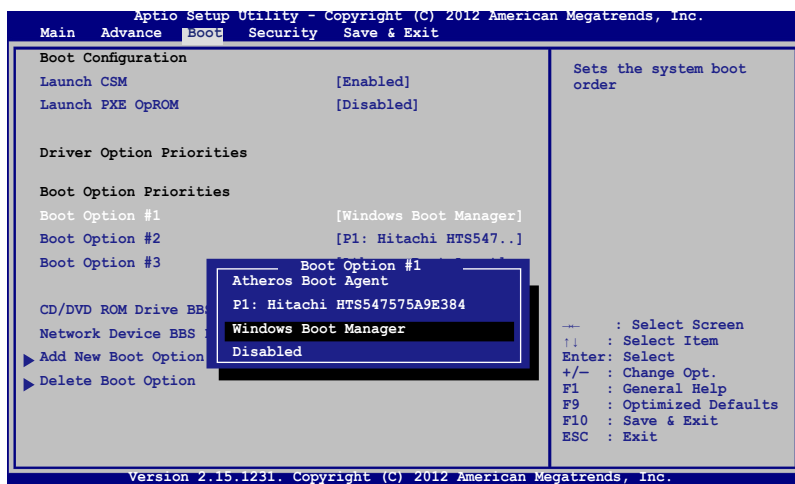 Aptio Setup Utility - Copyright (C) 2012 American Megatrends, Inc.
Main Advance Boot Security Save & Exit
Boot Configuration
Launch CSM [Enabled]
Launch PXE OpROM [Disabled]
Driver Option Priorities
Boot Option Priorities
Boot Option #1 [Windows Boot Manager]
Boot Option #2 [P1: Hitachi HTS547..]
Boot Option #3
CD/DVD ROM Drive BBS
Network Device BBS
Add New Boot Option
Delete Boot Option
Boot Option #1
Atheros Boot Agent
P1: Hitachi HTS547575A9E384
Windows Boot Manager
Disabled
Sets the system boot
order
→← : Select Screen
↑↓ : Select Item
Enter: Select
+/— : Change Opt.
F1 : General Help
F9 : Optimized Defaults
F10 : Save & Exit
ESC : Exit
Version 2.15.1231. Copyright (C) 2012 American Megatrends, Inc.